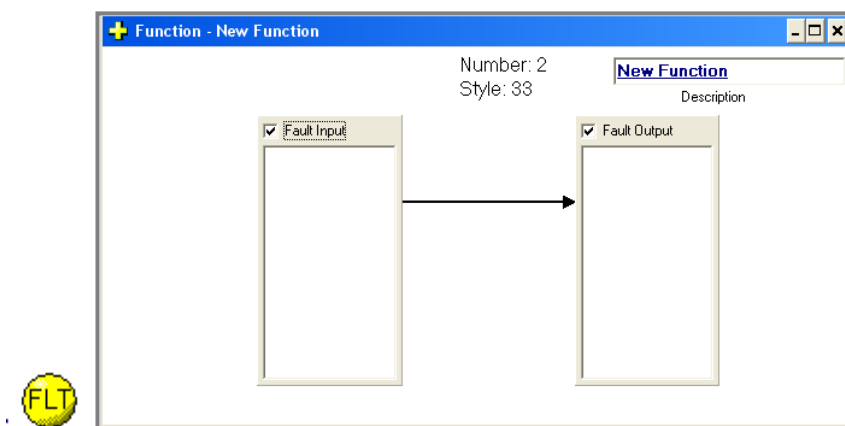 Function - New Function
Number: 2
New Function
Style: 33
Description
Fault Input
Fault Output
FLT